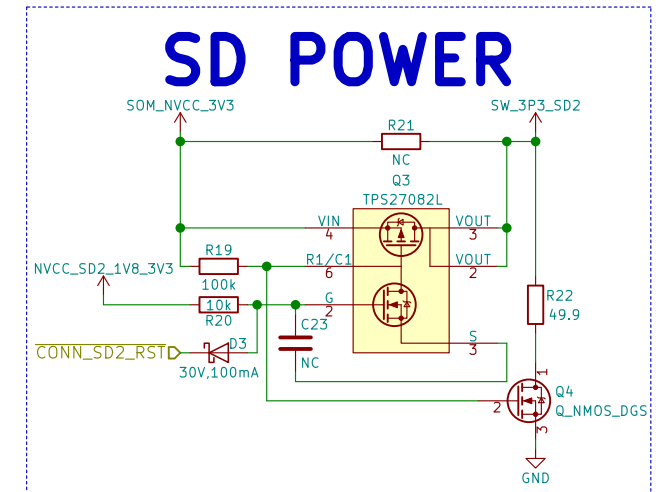 SD POWER
SOM_NVCC_3V3
SW_3P3_SD2
R21
NC
Q3
TPS27082L
VIN
4
VOUT
3
R19
100k
R1/C1
6
VOUT
2
NVCC_SD2_1V8_3V3
10k
R20
G
2
R22
49.9
C23
NC
S
3
CONN_SD2_RST
D3
30V,100mA
1
Q4
Q_NMOS_DGS
2
3
GND